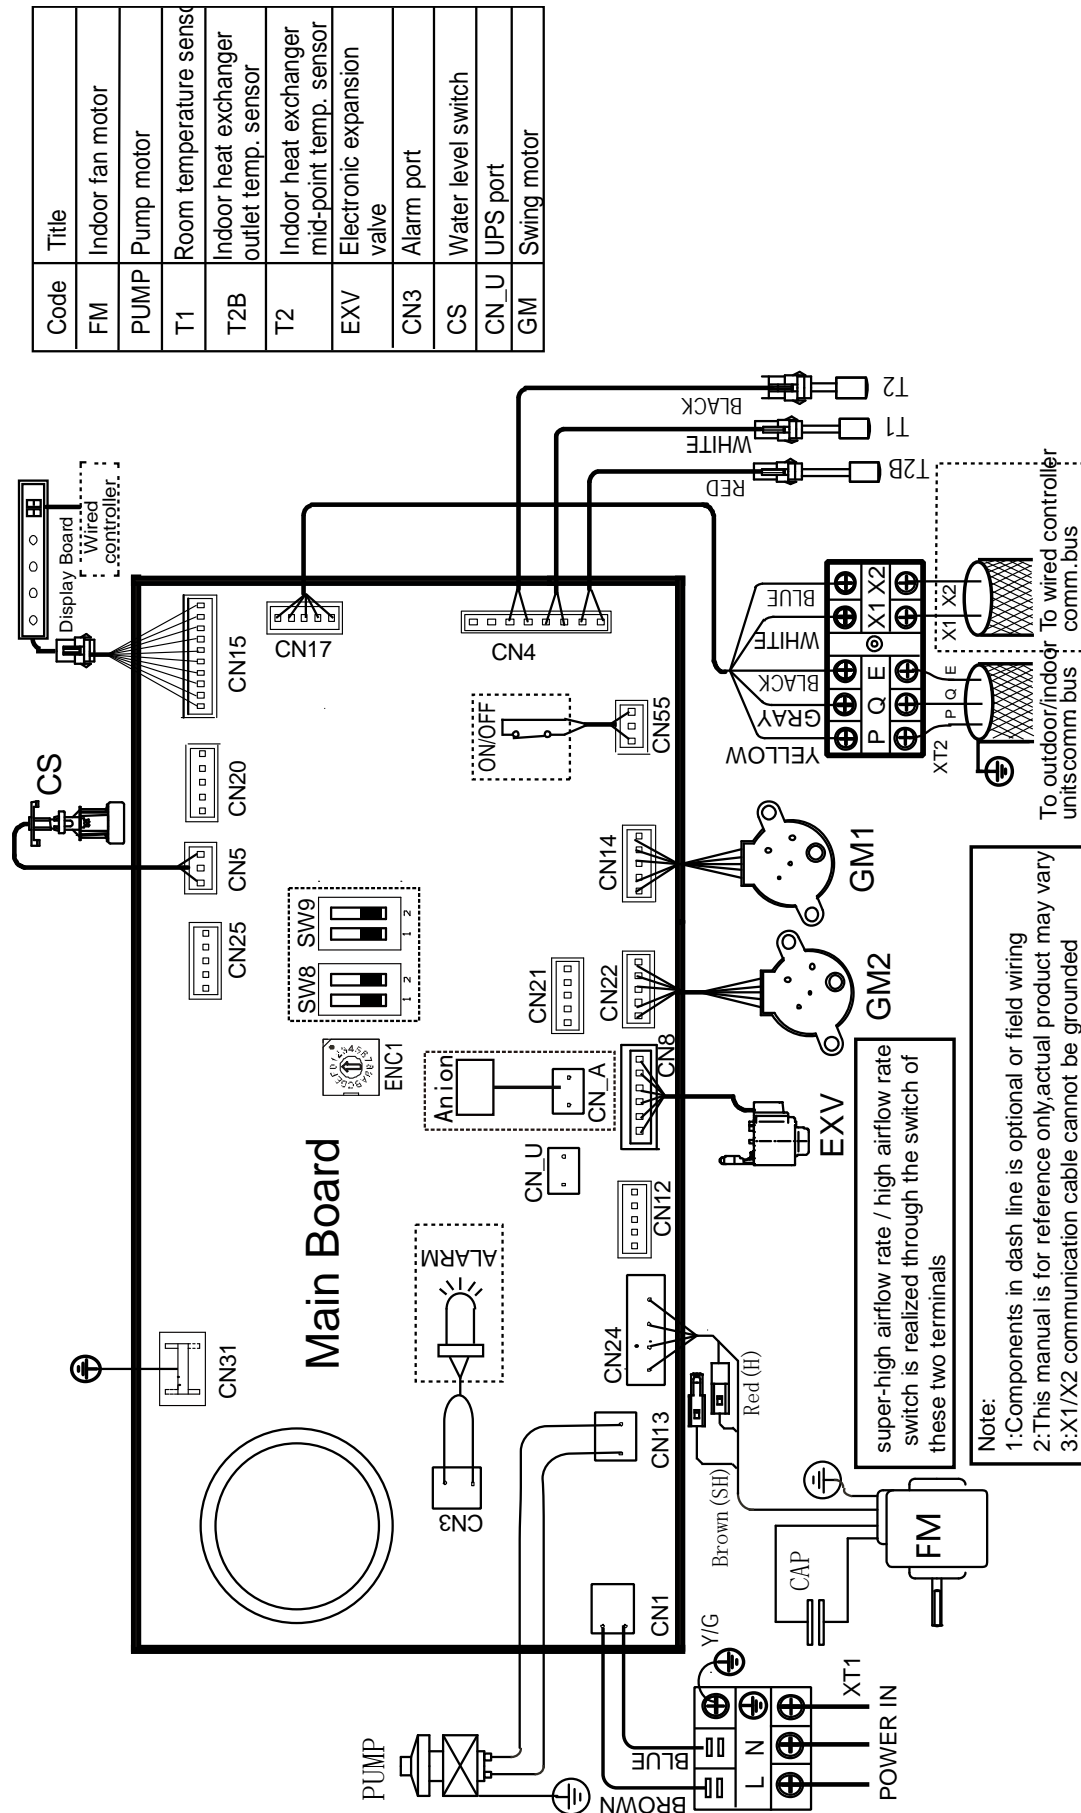 Code Title
FM Indoor fan motor
PUMP Pump motor
T1 Room temperature senso
T2B Indoor heat exchanger
outlet temp. sensor
T2 Indoor heat exchanger
mid-point temp. sensor
EXV Electronic expansion
valve
CN3 Alarm port
CS Water level switch
CN_U UPS port
GM Swing motor
CS
Display Board
Wired
controller
CN31
CN25
CN5
CN20
CN15
CN17
CN4
Main Board
ENC1
SW8
1 2
SW9
1 2
ON/OFF
CN55
ALARM
CN3
CN_U
Anion
CN_A
CN21
CN13
CN24
CN12
CN8
CN22
CN14
CN1
PUMP
BROWN
BLUE
Y/G
L N
XT1
POWER IN
Brown (SH)
Red (H)
CAP
FM
EXV
GM2
GM1
BLACK
T2
WHITE
T1
RED
T2B
YELLOW
GRAY
BLACK
WHITE
BLUE
P Q E X1 X2
XT2
P Q E X1 X2
To outdoor/indoor
unitscomm bus
To wired controller
comm.bus
super-high airflow rate / high airflow rate
switch is realized through the switch of
these two terminals
Note:
1:Components in dash line is optional or field wiring
2:This manual is for reference only,actual product may vary
3:X1/X2 communication cable cannot be grounded